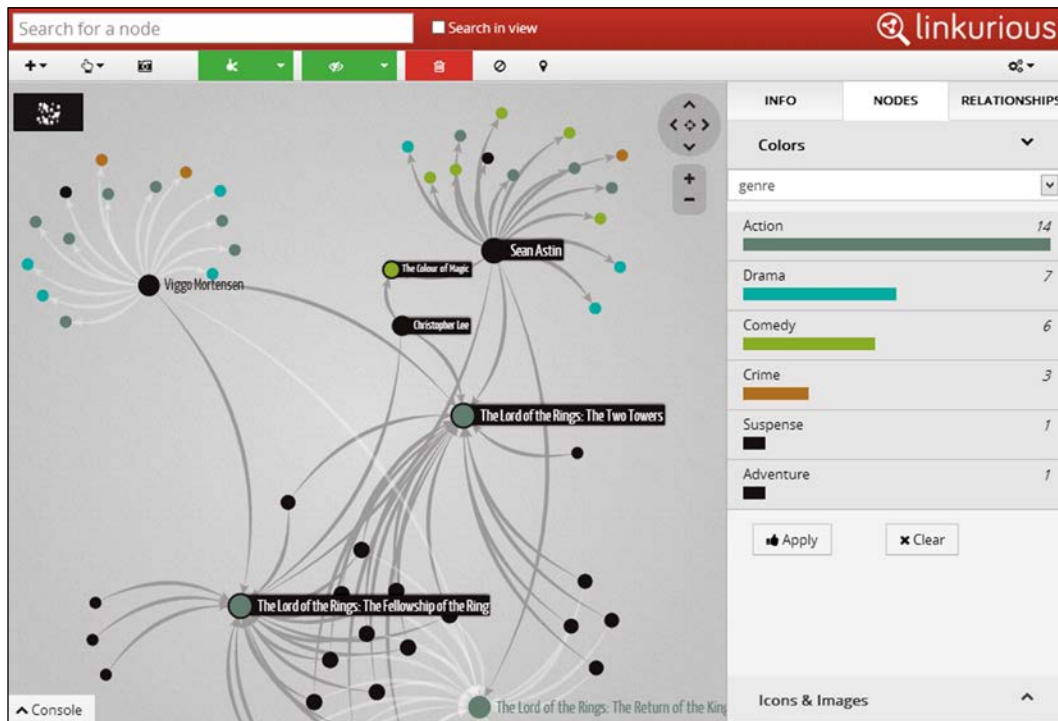 Search for a node
Search in view
linkurious
INFO
NODES
RELATIONSHIPS
Colors
genre
Action
14
Drama
7
Comedy
6
Crime
3
Suspense
1
Adventure
1
Apply
Clear
Icons & Images
Sean Astin
The Colour of Magic
Viggo Mortensen
Christopher Lee
The Lord of the Rings: The Two Towers
The Lord of the Rings: The Fellowship of the Ring
The Lord of the Rings: The Return of the King
Console